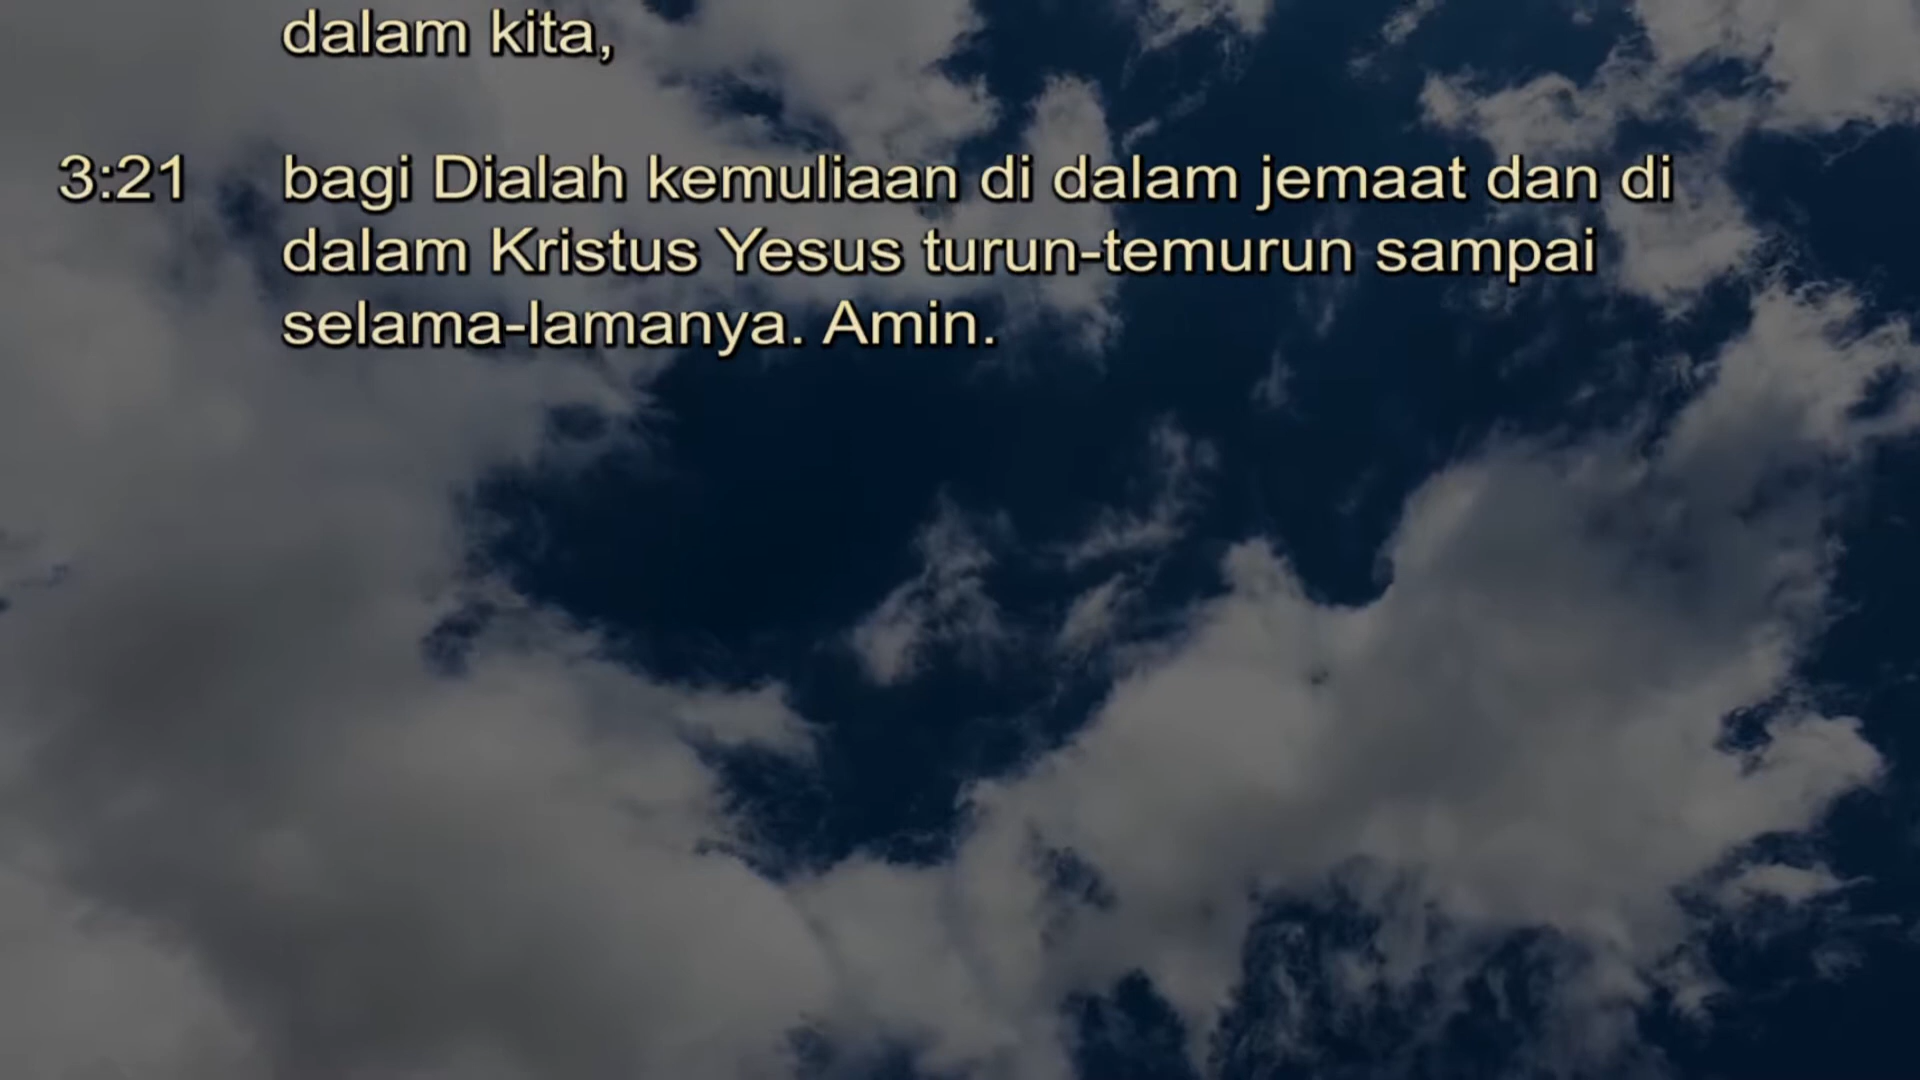 dalam kita,
3:21 bagi Dialah kemuliaan di dalam jemaat dan di
dalam Kristus Yesus turun-temurun sampai
selama-lamanya. Amin.